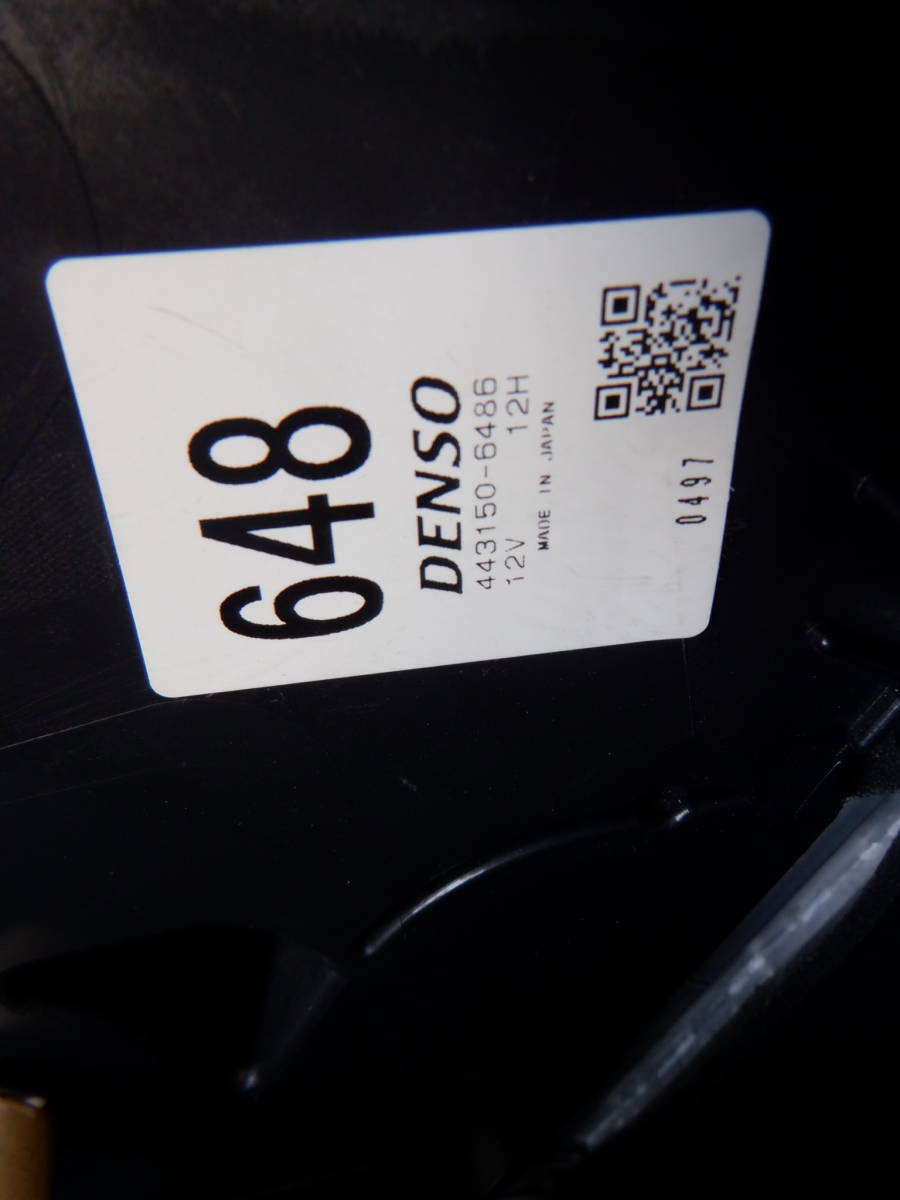 648
DENSO
443150-6486
12V 12H
MADE IN JAPAN
0497